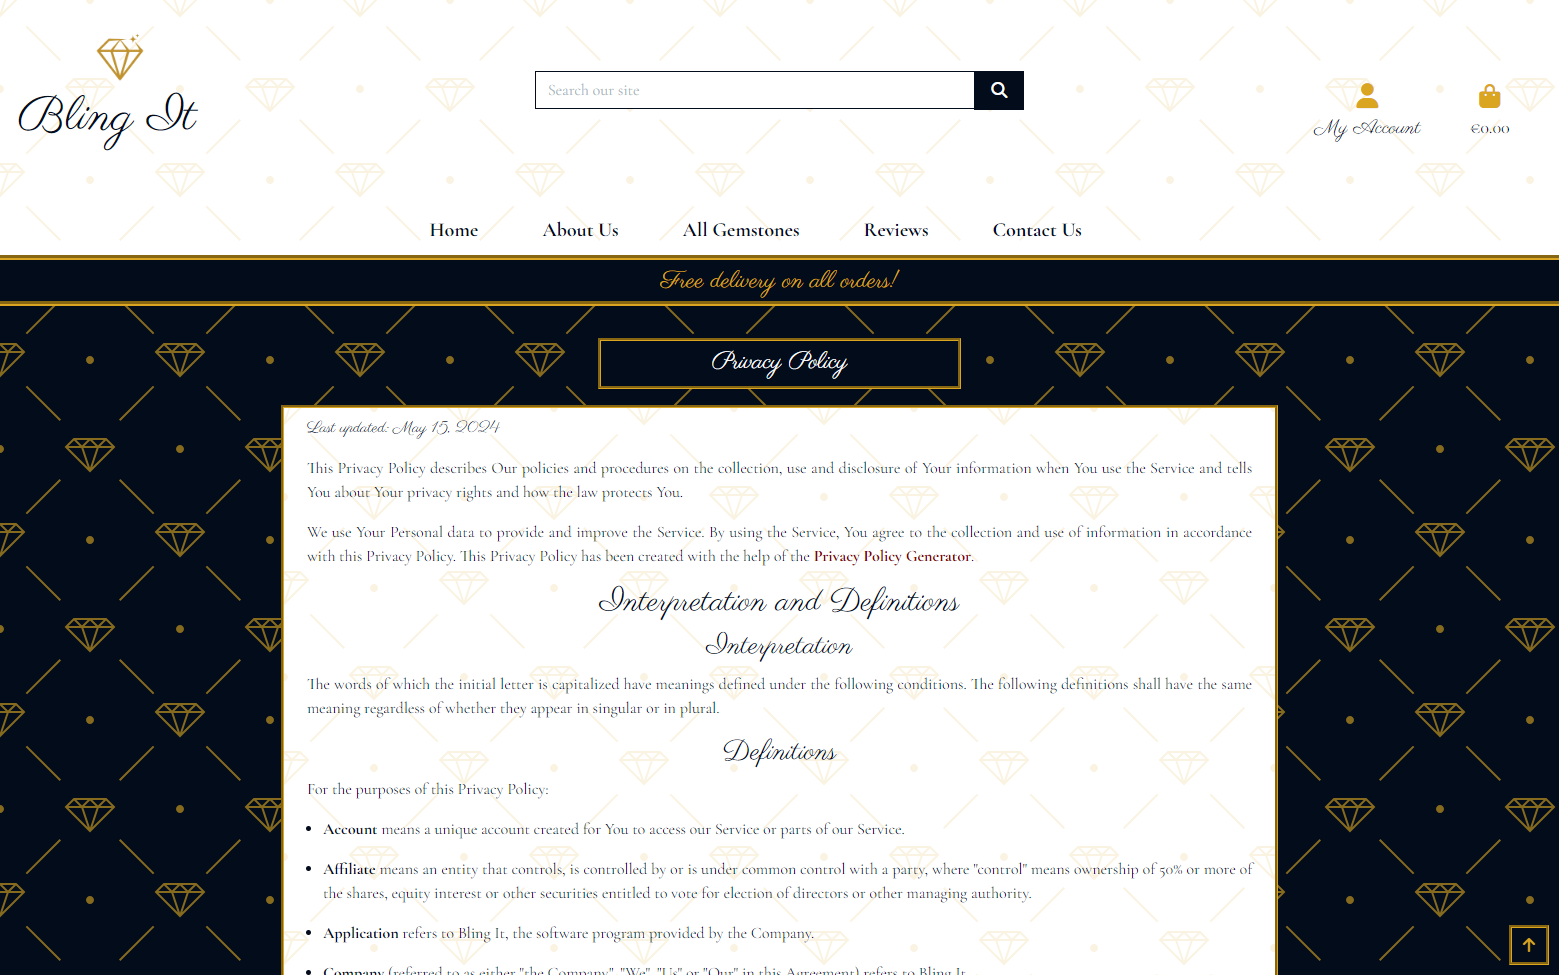 Bling It
Search our site
My Account
€0.00
Home
About Us
All Gemstones
Reviews
Contact Us
Free delivery on all orders!
Privacy Policy
Last updated: May 15, 2024
This Privacy Policy describes Our policies and procedures on the collection, use and disclosure of Your information when You use the Service and tells
You about Your privacy rights and how the law protects You.
We use Your Personal data to provide and improve the Service. By using the Service, You agree to the collection and use of information in accordance
with this Privacy Policy. This Privacy Policy has been created with the help of the Privacy Policy Generator.
Interpretation and Definitions
Interpretation
The words of which the initial letter is capitalized have meanings defined under the following conditions. The following definitions shall have the same
meaning regardless of whether they appear in singular or in plural.
Definitions
For the purposes of this Privacy Policy:
Account means a unique account created for You to access our Service or parts of our Service.
Affiliate means an entity that controls, is controlled by or is under common control with a party, where "control" means ownership of 50% or more of
the shares, equity interest or other securities entitled to vote for election of directors or other managing authority.
Application refers to Bling It, the software program provided by the Company.
Company (referred to as either "the Company", "We", "Us" or "Our" in this Agreement) refers to Bling It.